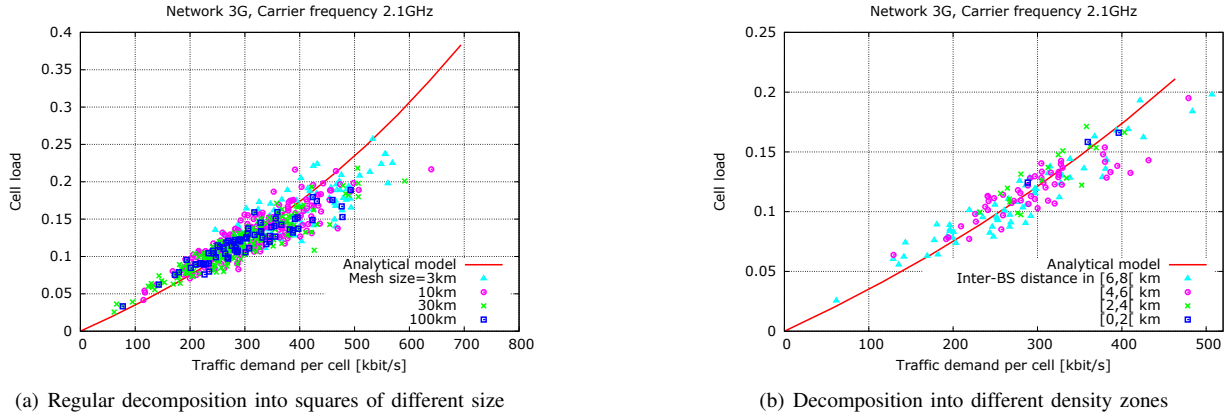 Network 3G, Carrier frequency 2.1GHz
Cell load
0.4
0.35
0.3
0.25
0.2
0.15
0.1
0.05
0
Analytical model
Mesh size=3km
10km
30km
100km
0 100 200 300 400 500 600 700 800
Traffic demand per cell [kbit/s]
(a) Regular decomposition into squares of different size
Network 3G, Carrier frequency 2.1GHz
Cell load
0.25
0.2
0.15
0.1
0.05
0
Analytical model
Inter-BS distance in [6,8[ km
[4,6[ km
[2,4[ km
[0,2[ km
0 100 200 300 400 500
Traffic demand per cell [kbit/s]
(b) Decomposition into different density zones